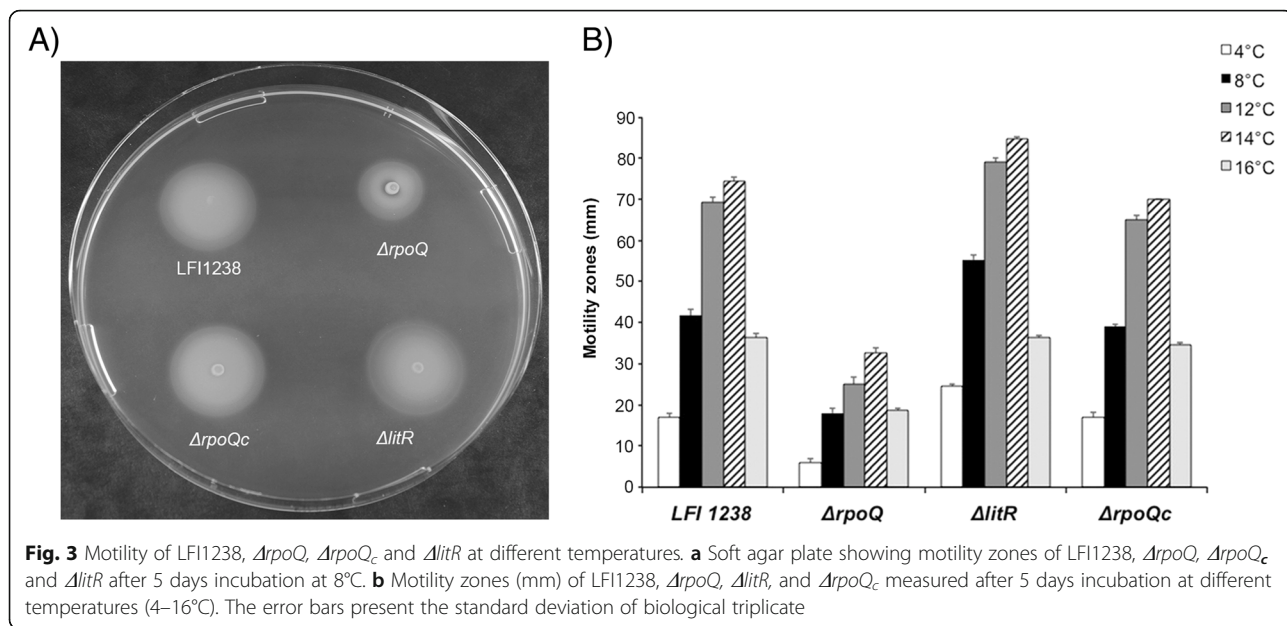 A)
LFI1238
ΔrpoQ
ΔrpoQc
ΔlitR
B)
4°C
8°C
12°C
14°C
16°C
Motility zones (mm)
90
80
70
60
50
40
30
20
10
0
LFI 1238
ΔrpoQ
ΔlitR
ΔrpoQc
Fig. 3 Motility of LFI1238, ΔrpoQ, ΔrpoQc and ΔlitR at different temperatures. a Soft agar plate showing motility zones of LFI1238, ΔrpoQ, ΔrpoQc
and ΔlitR after 5 days incubation at 8°C. b Motility zones (mm) of LFI1238, ΔrpoQ, ΔlitR, and ΔrpoQc measured after 5 days incubation at different
temperatures (4–16°C). The error bars present the standard deviation of biological triplicate